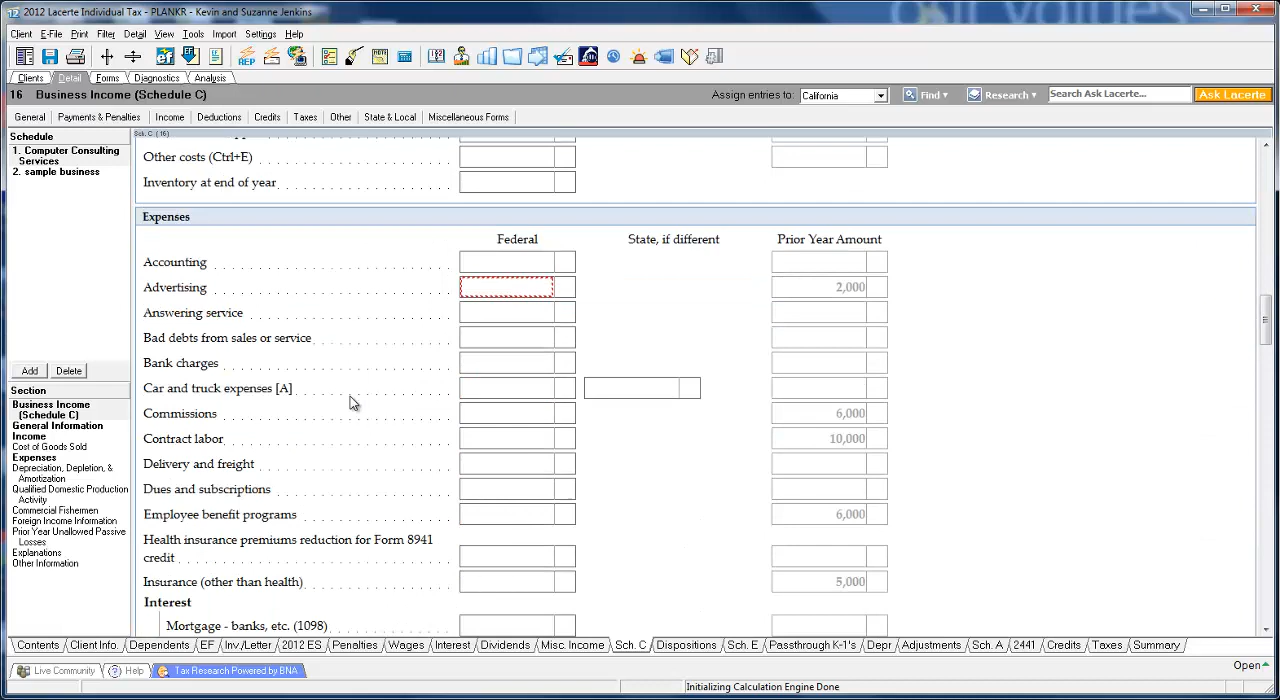 2012 Lacerte Individual Tax - PLANKR - Kevin and Suzanne Jenkins
Client E-File Print Filter Detail View Tools Import Settings Help
Clients Detail Forms Diagnostics Analysis
16 Business Income (Schedule C) Assign entries to: California Find Research Search Ask Lacerte... Ask Lacerte
General Payments & Penalties Income Deductions Credits Taxes Other State & Local Miscellaneous Forms
Schedule
1. Computer Consulting
Services
2. sample business
Add Delete
Section
Business Income
(Schedule C)
General Information
Income
Cost of Goods Sold
Expenses
Depreciation, Depletion, &
Amortization
Qualified Domestic Production
Activity
Commercial Fishermen
Foreign Income Information
Prior Year Unallowed Passive
Losses
Explanations
Other Information
Sch. C (16)
Other costs (Ctrl+E)
Inventory at end of year
Expenses
Federal State, if different Prior Year Amount
Accounting
Advertising 2,000
Answering service
Bad debts from sales or service
Bank charges
Car and truck expenses [A]
Commissions 6,000
Contract labor 10,000
Delivery and freight
Dues and subscriptions
Employee benefit programs 6,000
Health insurance premiums reduction for Form 8941
credit
Insurance (other than health) 5,000
Interest
Mortgage - banks, etc. (1098)
Contents Client Info. Dependents EF Inv./Letter 2012 ES Penalties Wages Interest Dividends Misc. Income Sch. C Dispositions Sch. E Passthrough K-1's Depr Adjustments Sch. A 2441 Credits Taxes Summary
Live Community Help Tax Research Powered by BNA Open
Initializing Calculation Engine Done